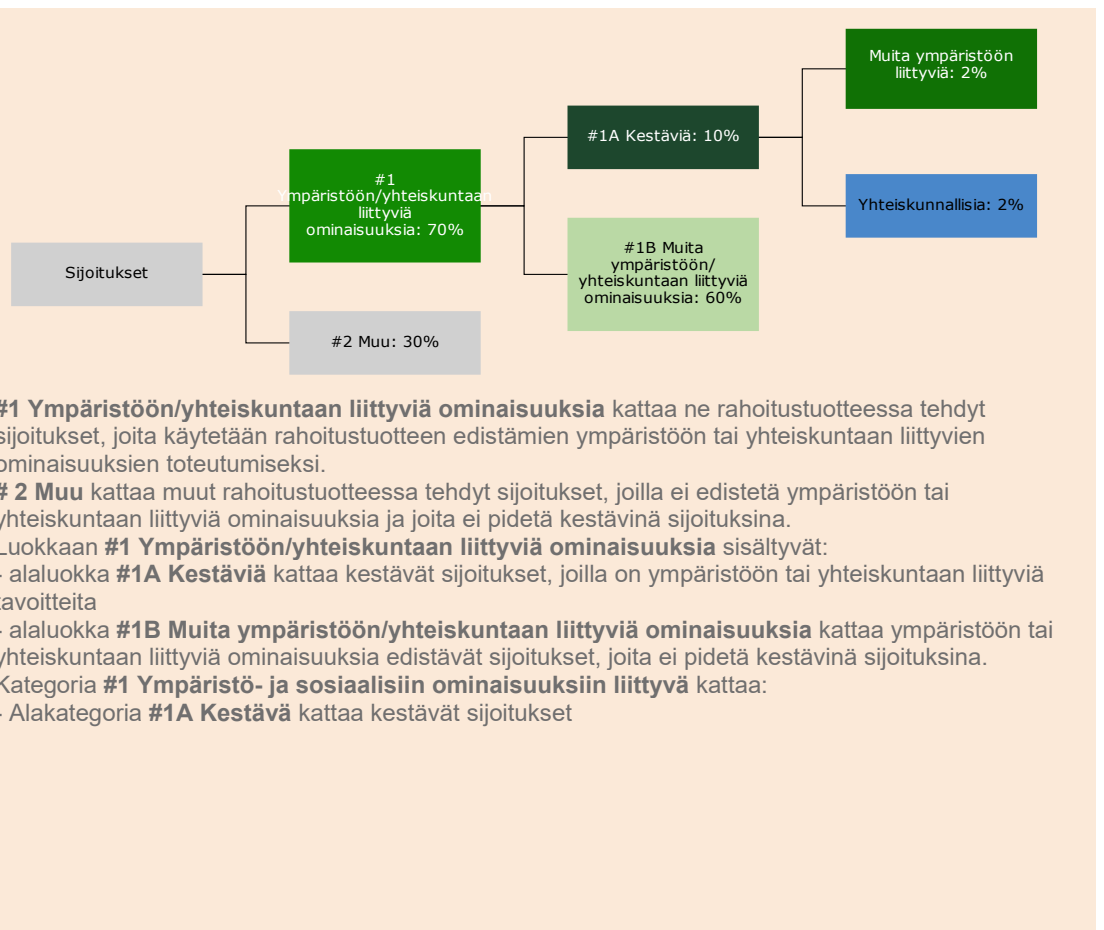 Muita ympäristöön
liittyviä: 2%
#1A Kestäviä: 10%
#1
Ympäristöön/yhteiskuntaan
liittyviä
ominaisuuksia: 70%
Yhteiskunnallisia: 2%
Sijoitukset
#1B Muita
ympäristöön/
yhteiskuntaan liittyviä
ominaisuuksia: 60%
#2 Muu: 30%
#1 Ympäristöön/yhteiskuntaan liittyviä ominaisuuksia kattaa ne rahoitustuotteessa tehdyt
sijoitukset, joita käytetään rahoitustuotteen edistämien ympäristöön tai yhteiskuntaan liittyvien
ominaisuuksien toteutumiseksi.
# 2 Muu kattaa muut rahoitustuotteessa tehdyt sijoitukset, joilla ei edistetä ympäristöön tai
yhteiskuntaan liittyviä ominaisuuksia ja joita ei pidetä kestävinä sijoituksina.
Luokkaan #1 Ympäristöön/yhteiskuntaan liittyviä ominaisuuksia sisältyvät:
- alaluokka #1A Kestäviä kattaa kestävät sijoitukset, joilla on ympäristöön tai yhteiskuntaan liittyviä
tavoitteita
- alaluokka #1B Muita ympäristöön/yhteiskuntaan liittyviä ominaisuuksia kattaa ympäristöön tai
yhteiskuntaan liittyviä ominaisuuksia edistävät sijoitukset, joita ei pidetä kestävinä sijoituksina.
Kategoria #1 Ympäristö- ja sosiaalisiin ominaisuuksiin liittyvä kattaa:
- Alakategoria #1A Kestävä kattaa kestävät sijoitukset